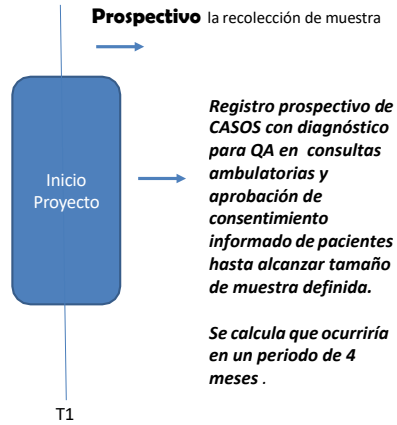 Prospectivo la recolección de muestra
Inicio
Proyecto
Registro prospectivo de
CASOS con diagnóstico
para QA en consultas
ambulatorias y
aprobación de
consentimiento
informado de pacientes
hasta alcanzar tamaño
de muestra definida.
Se calcula que ocurriría
en un periodo de 4
meses .
T1